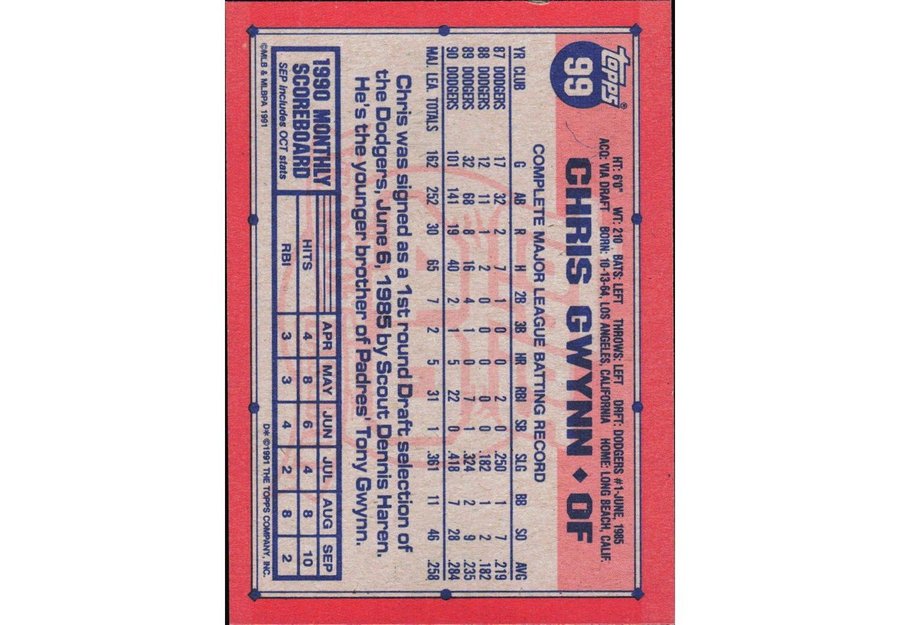 Topps®
99
HT: 6'0" WT: 210 BATS: LEFT THROWS: LEFT DRFT: DODGERS #1-JUNE, 1985
ACQ: VIA DRAFT BORN: 10-13-64, LOS ANGELES, CALIFORNIA HOME: LONG BEACH, CALIF.
CHRIS GWYNN ♦ OF
COMPLETE MAJOR LEAGUE BATTING RECORD
YR CLUB G AB R H 2B 3B HR RBI SB SLG BB SO AVG
87 DODGERS 17 32 2 7 1 0 0 2 0 .250 1 7 .219
88 DODGERS 12 11 1 2 0 0 0 0 0 .182 1 2 .182
89 DODGERS 32 68 8 16 4 1 0 7 1 .324 2 9 .235
90 DODGERS 101 141 19 40 2 1 5 22 0 .418 7 28 .284
MAJ. LEA. TOTALS 162 252 30 65 7 2 5 31 1 .361 11 46 .258
Chris was signed as a 1st round Draft selection of
the Dodgers, June 6, 1985 by Scout Dennis Haren.
He's the younger brother of Padres' Tony Gwynn.
1990 MONTHLY
SCOREBOARD
SEP includes OCT stats
APR MAY JUN JUL AUG SEP
HITS 4 8 6 4 8 10
RBI 3 3 4 2 8 2
©MLB & MLBPA 1991
D* ©1991 THE TOPPS COMPANY, INC.